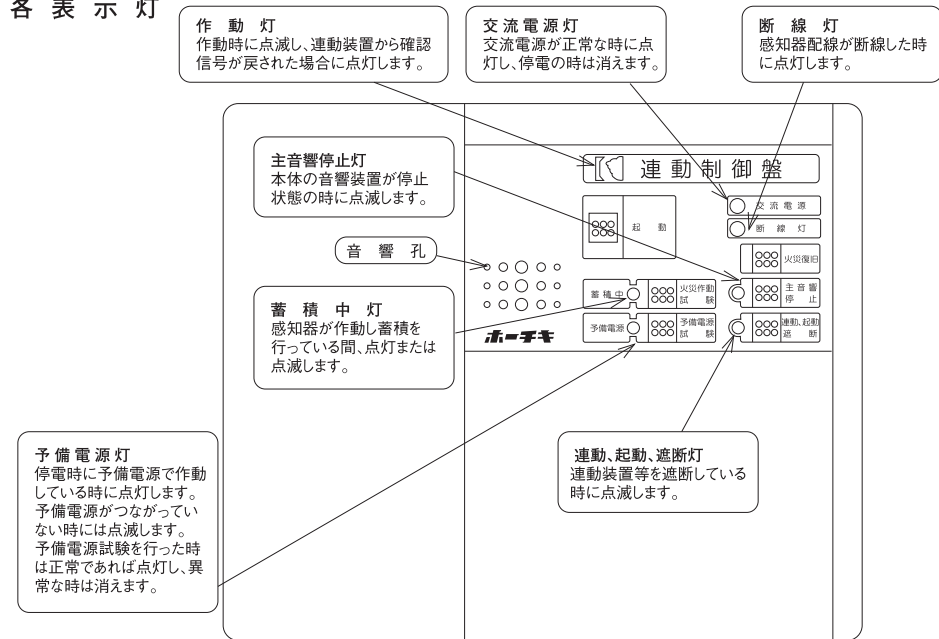 各表示灯
作動灯
作動時に点滅し、連動装置から確認
信号が戻された場合に点灯します。
交流電源灯
交流電源が正常な時に点
灯し、停電の時は消えます。
断線灯
感知器配線が断線した時
に点灯します。
主音響停止灯
本体の音響装置が停止
状態の時に点滅します。
音響孔
蓄積中灯
感知器が作動し蓄積を
行っている間、点灯または
点滅します。
予備電源灯
停電時に予備電源で作動
している時に点灯します。
予備電源がつながってい
ない時には点滅します。
予備電源試験を行った時
は正常であれば点灯し、異
常な時は消えます。
連動、起動、遮断灯
連動装置等を遮断している
時に点滅します。
連動制御盤
交流電源
断線灯
起動
火災復旧
蓄積中
火災作動
試験
主音響
停止
予備電源
予備電源
試験
連動、起動
遮断
ホーチキ